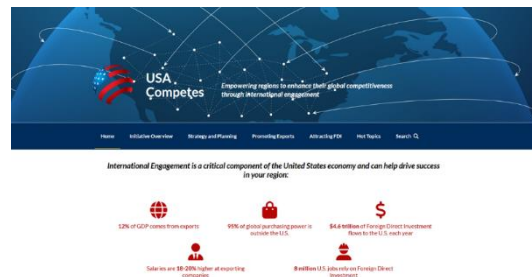 USA
Competes
Empowering regions to enhance their global competitiveness
through international engagement
Home Initiative Overview Strategy and Planning Promoting Exports Attracting FDI Hot Topics Search
International Engagement is a critical component of the United States economy and can help drive success
in your region:
12% of GDP comes from exports
95% of global purchasing power is
outside the U.S.
$4.6 trillion of Foreign Direct Investment
flows to the U.S. each year
Salaries are 18-20% higher at exporting
companies
8 million U.S. jobs rely on Foreign Direct
Investment